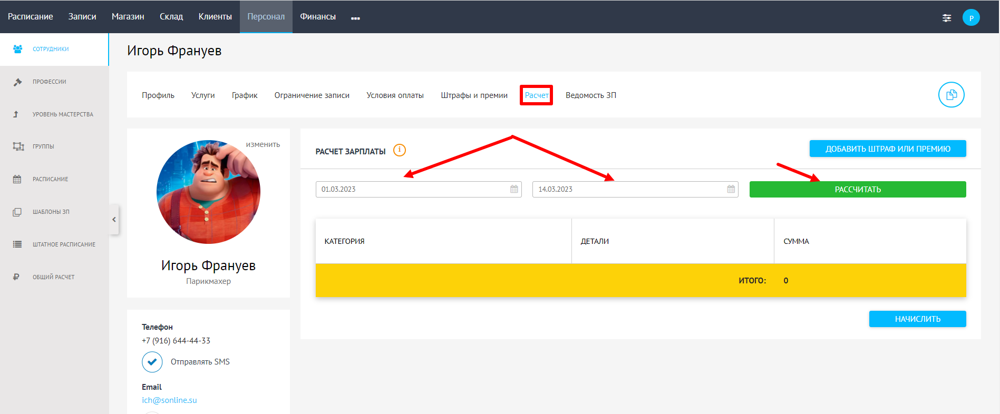 Расписание Записи Магазин Склад Клиенты Персонал Финансы ... P
СОТРУДНИКИ
ПРОФЕССИИ
УРОВЕНЬ МАСТЕРСТВА
ГРУППЫ
РАСПИСАНИЕ
ШАБЛОНЫ ЗП
ШТАТНОЕ РАСПИСАНИЕ
ОБЩИЙ РАСЧЕТ
Игорь Френуев
Профиль Услуги График Ограничение записи Условия оплаты Штрафы и премии Расчет Ведомость ЗП
изменить
Игорь Френуев
Парикмахер
Телефон
+7 (916) 644-44-33
Отправлять SMS
Email
ich@sonline.su
РАСЧЕТ ЗАРПЛАТЫ i ДОБАВИТЬ ШТРАФ ИЛИ ПРЕМИЮ
01.03.2023 14.03.2023 РАССЧИТАТЬ
КАТЕГОРИЯ ДЕТАЛИ СУММА
ИТОГО: 0
НАЧИСЛИТЬ